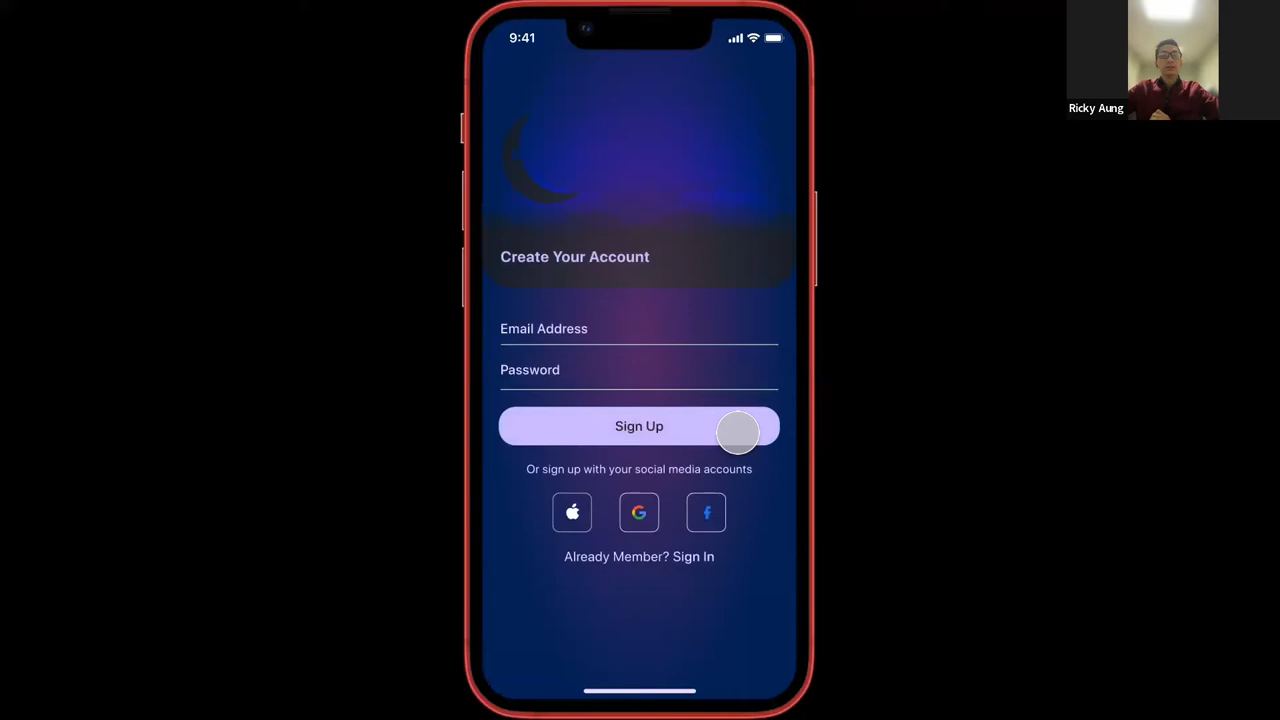 9:41
Ricky Aung
Create Your Account
Email Address
Password
Sign Up
Or sign up with your social media accounts
Already Member? Sign In